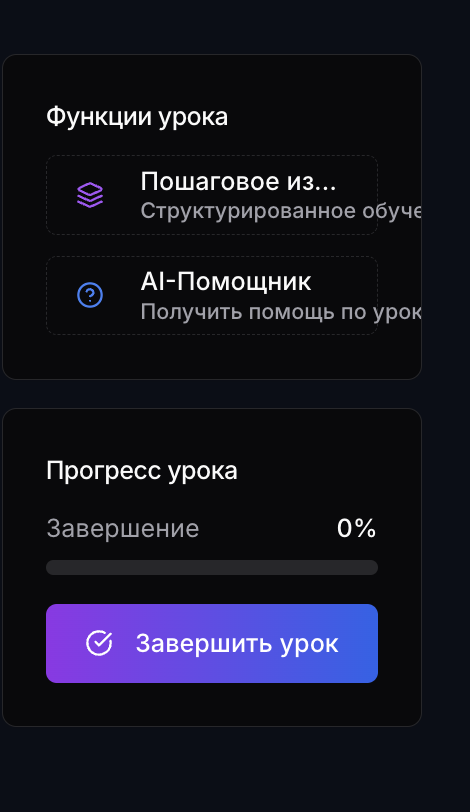 Функции урока
Пошаговое из...
Структурированное обуче
AI-Помощник
Получить помощь по урок
Прогресс урока
Завершение 0%
Завершить урок